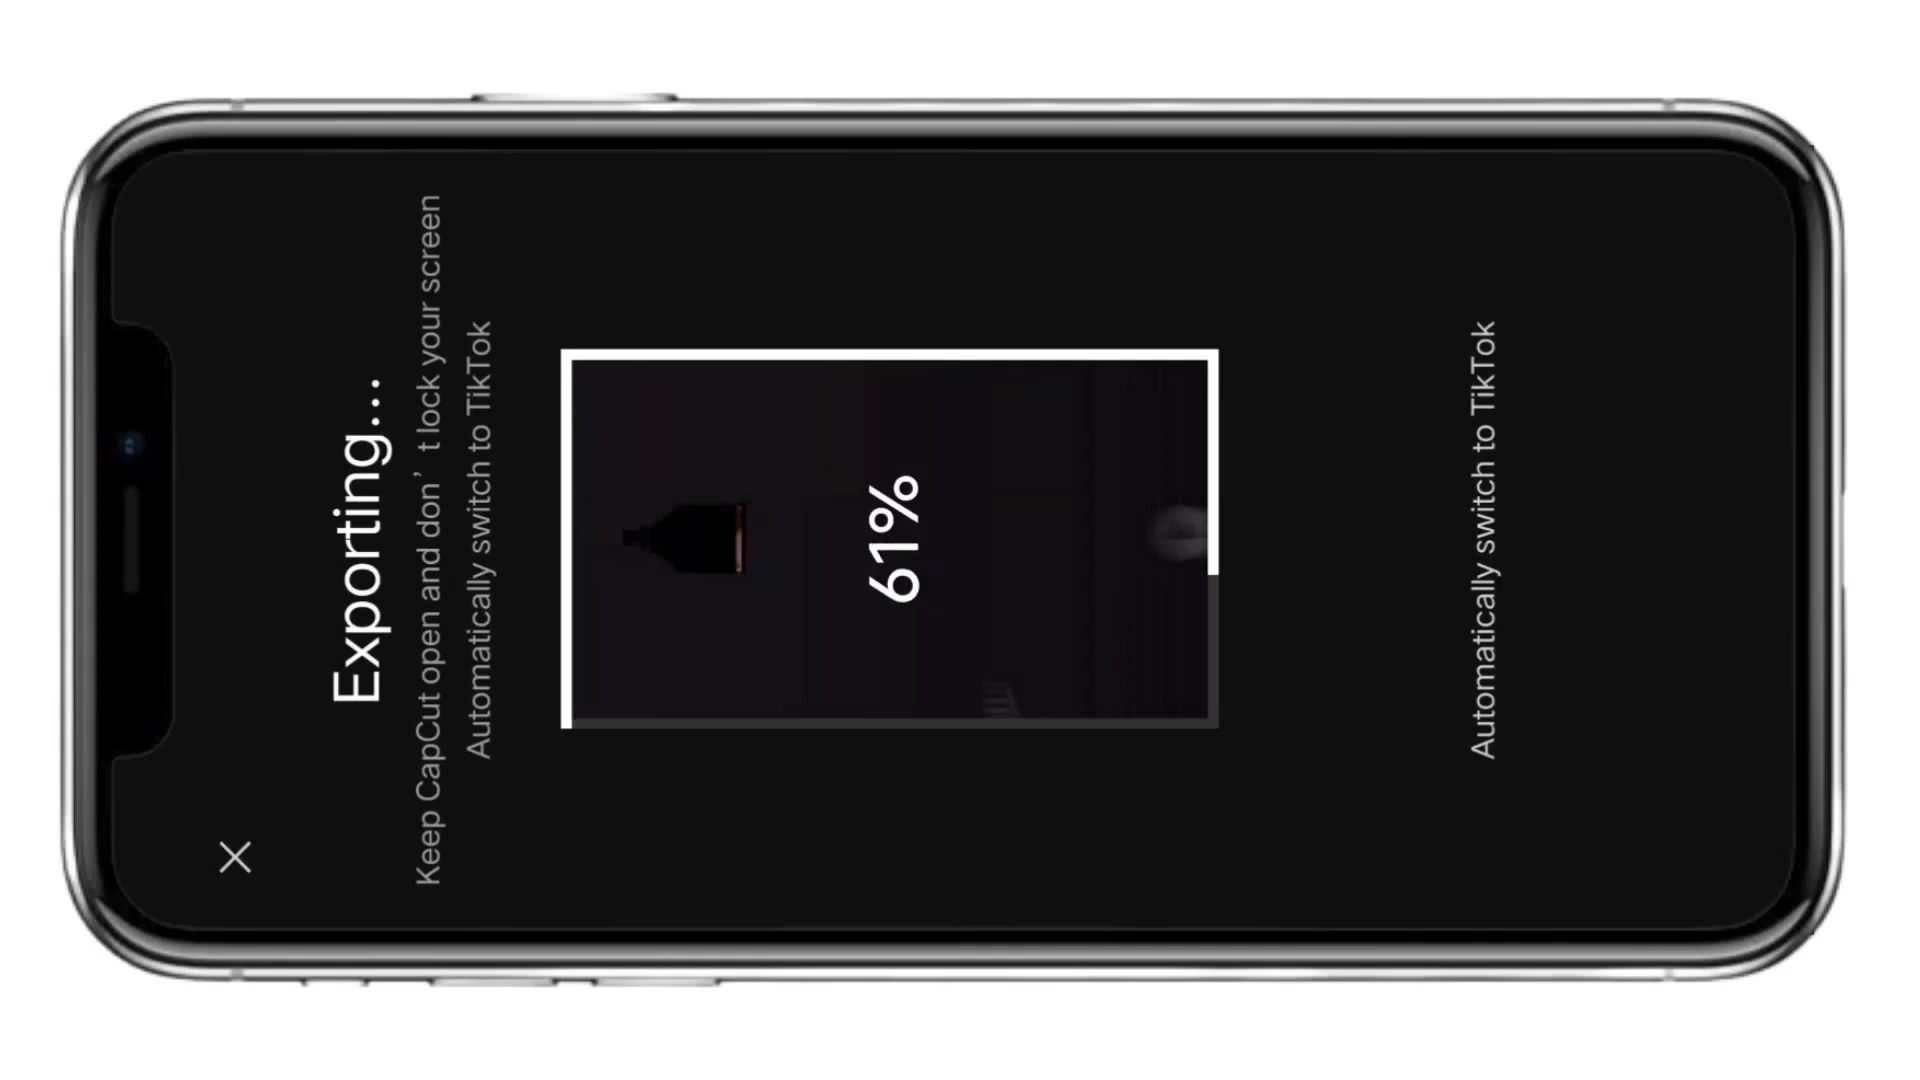 Exporting...
Keep CapCut open and don’t lock your screen
Automatically switch to TikTok
61%
Automatically switch to TikTok